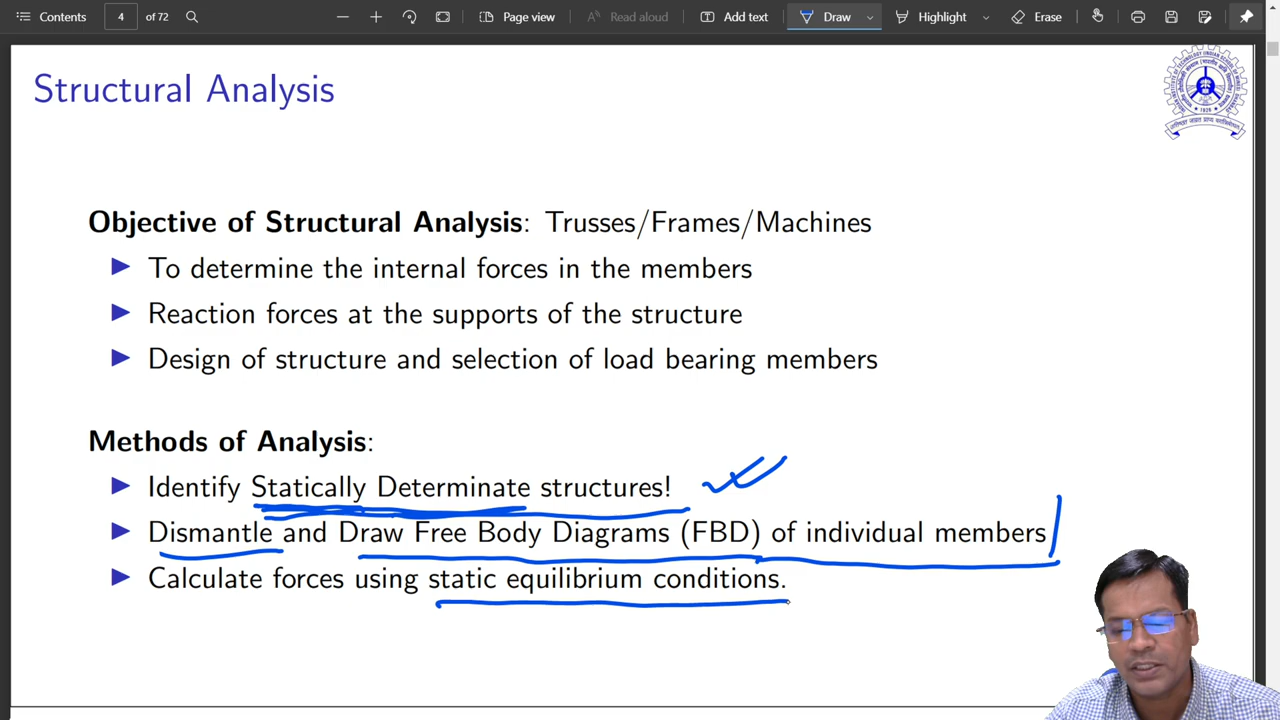 Contents
4
of 72
Page view
Read aloud
Add text
Draw
Highlight
Erase
Structural Analysis
1926
Objective of Structural Analysis: Trusses/Frames/Machines
To determine the internal forces in the members
Reaction forces at the supports of the structure
Design of structure and selection of load bearing members
Methods of Analysis:
Identify Statically Determinate structures!
Dismantle and Draw Free Body Diagrams (FBD) of individual members
Calculate forces using static equilibrium conditions.